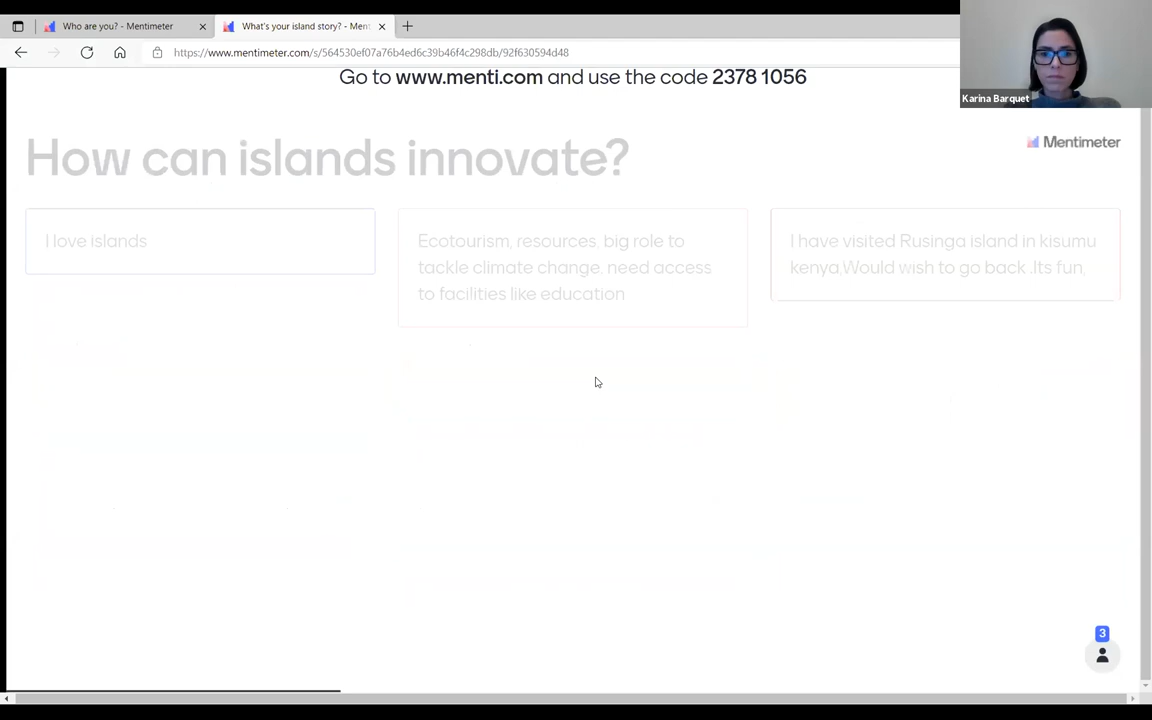 Who are you? - Mentimeter
What's your island story? - Ment
https://www.mentimeter.com/s/564530ef07a76b4ed6c39b46f4c298db/92f630594d48
Go to www.menti.com and use the code 2378 1056
Karina Barquet
Mentimeter
How can islands innovate?
I love islands
Ecotourism, resources, big role to
tackle climate change, need access
to facilities like education
I have visited Rusinga island in kisumu
kenya,Would wish to go back .Its fun,
3